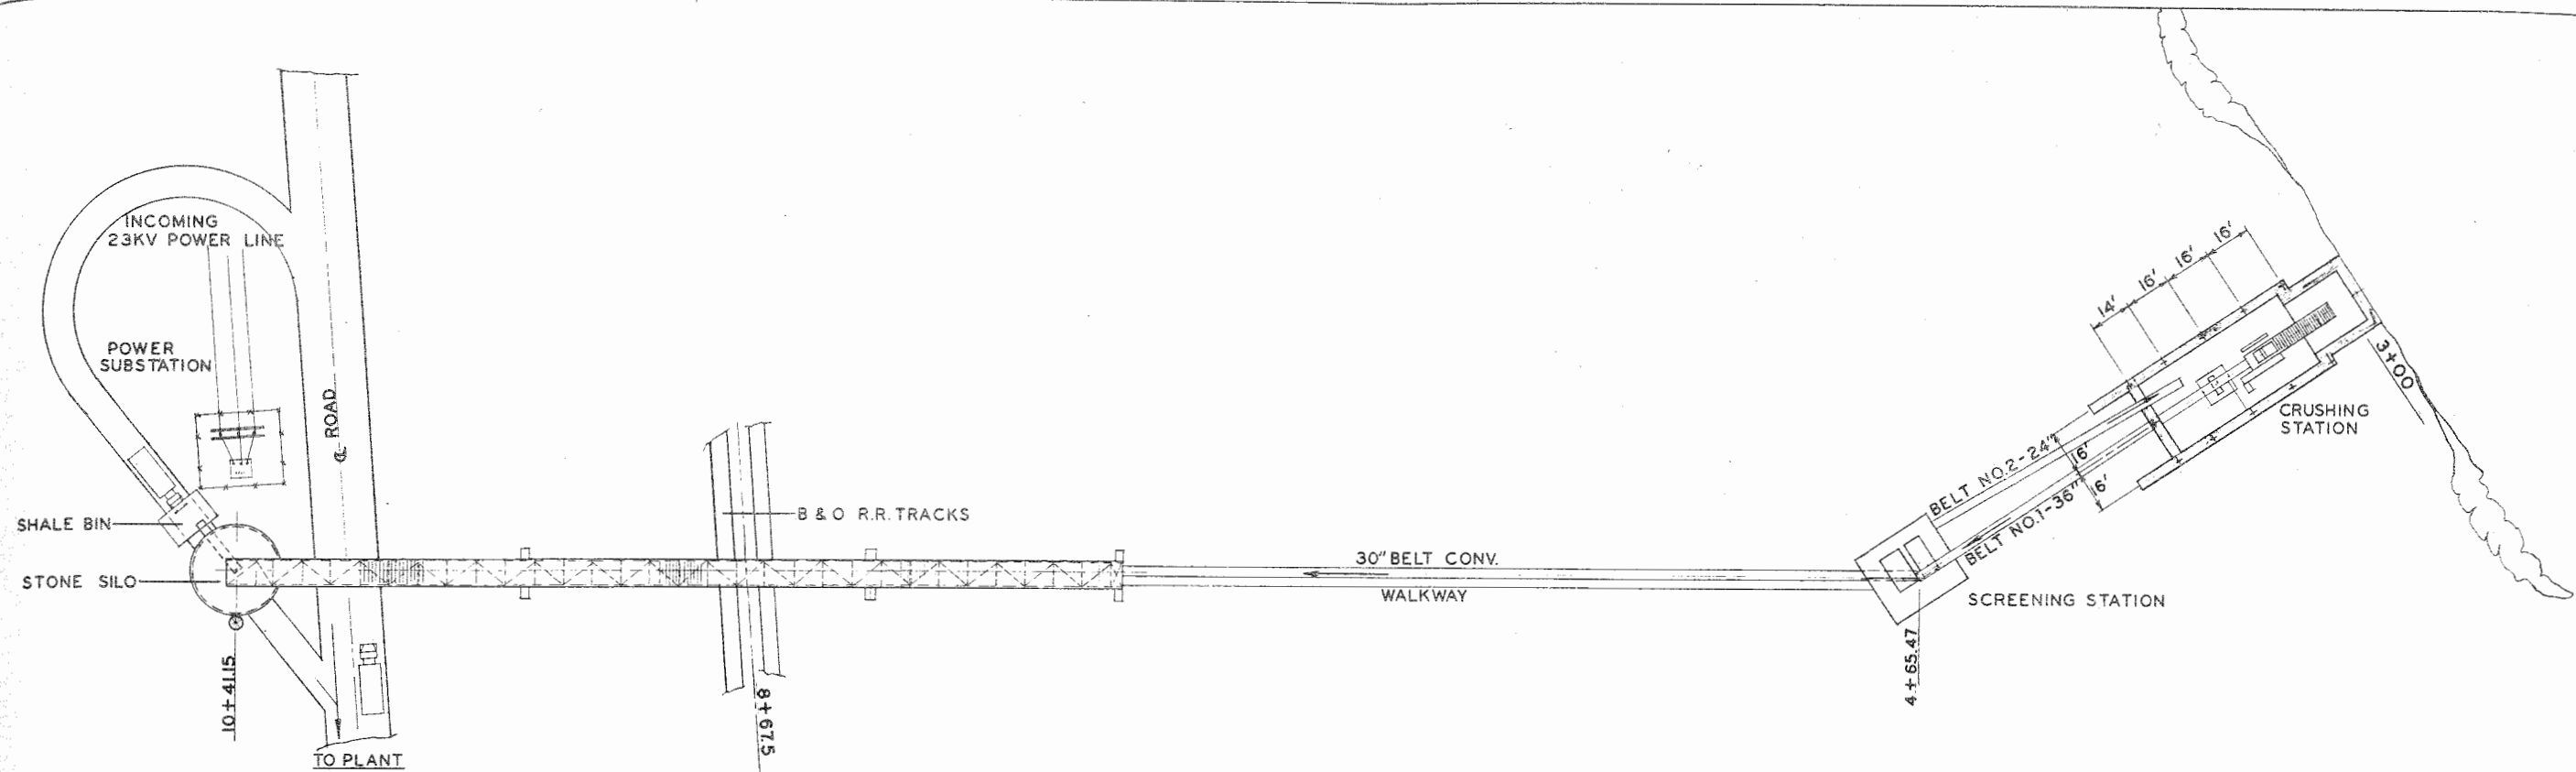 INCOMING
23KV POWER LINE
POWER
SUBSTATION
℄ ROAD
SHALE BIN
STONE SILO
10+41.15
TO PLANT
B & O R.R. TRACKS
8+67.5
30" BELT CONV.
WALKWAY
4+65.47
SCREENING STATION
BELT NO.2-24"
BELT NO.1-36"
16'
16'
14'
16'
16'
16'
CRUSHING
STATION
3+00